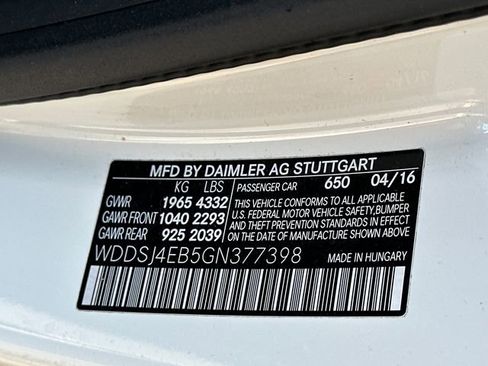 MFD BY DAIMLER AG STUTTGART
KG LBS PASSENGER CAR 650 04/16
GWR 1965 4332 THIS VEHICLE CONFORMS TO ALL APPLICABLE
GAWR FRONT 1040 2293 U.S. FEDERAL MOTOR VEHICLE SAFETY,BUMPER
AND THEFT PREVENTION STANDARDS IN EFFECT
GAWR REAR 925 2039 ON THE DATE OF MANUFACTURE SHOWN ABOVE.
WDDSJ4EB5GN377398 MADE IN HUNGARY